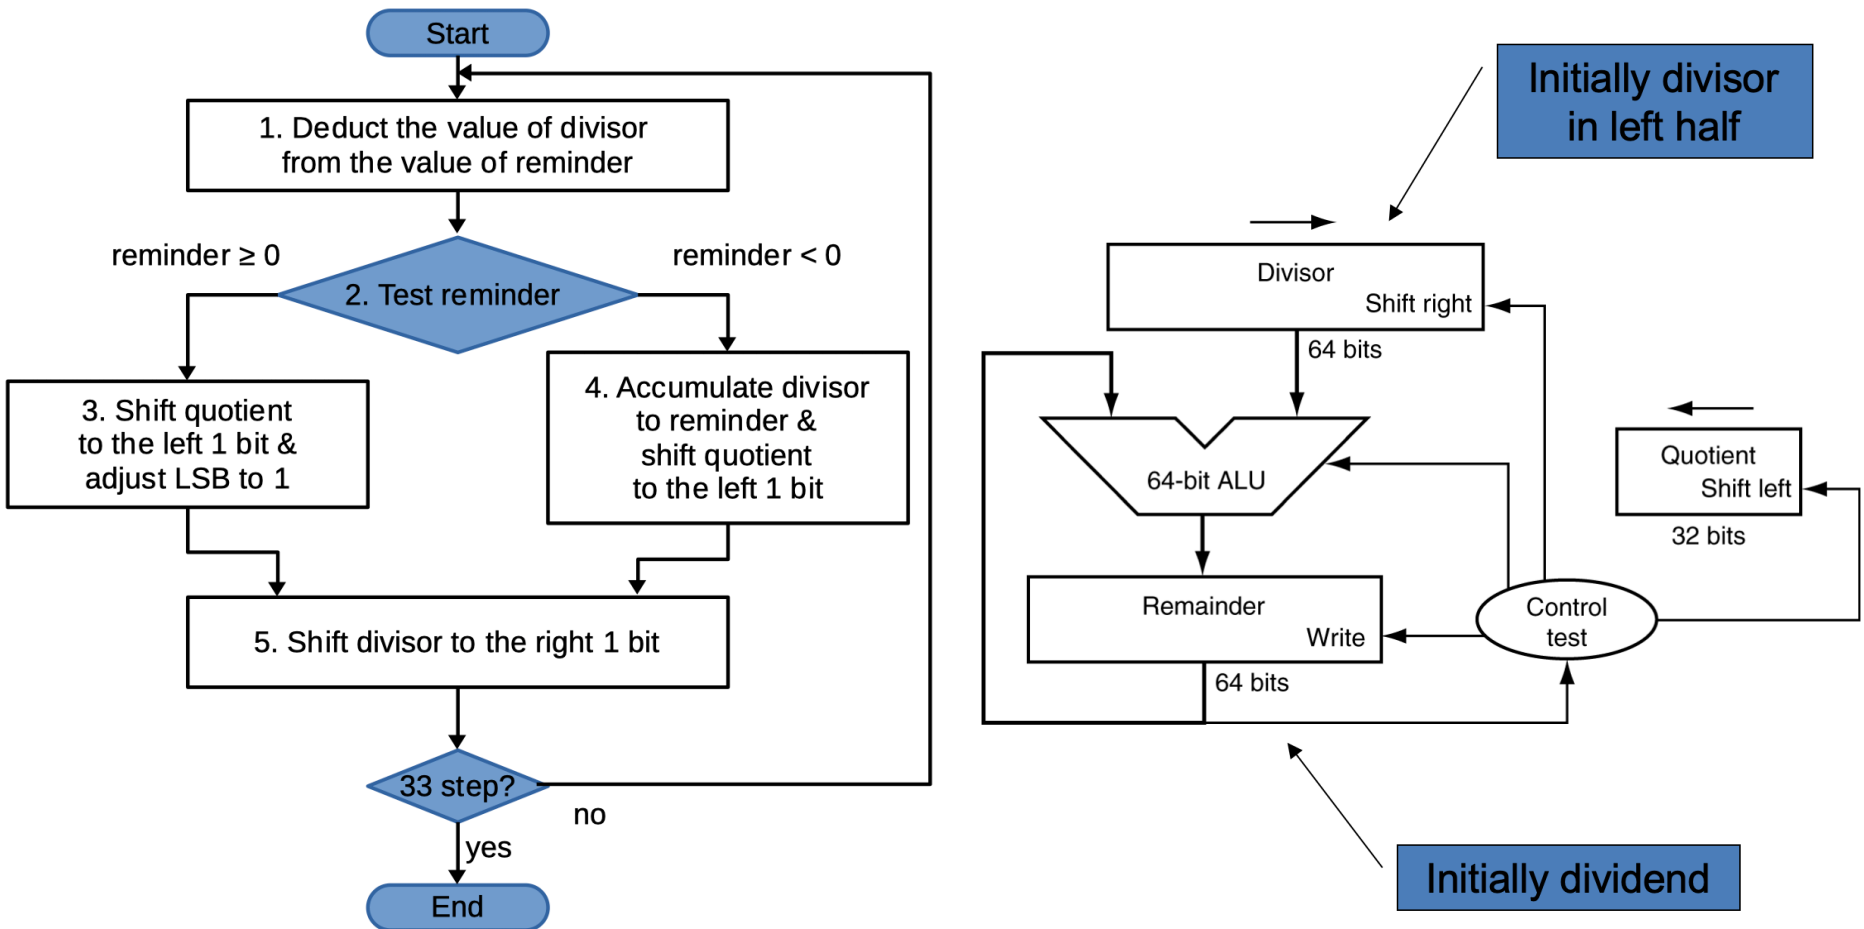 Start
1. Deduct the value of divisor
from the value of reminder
reminder ≥ 0
reminder < 0
2. Test reminder
3. Shift quotient
to the left 1 bit &
adjust LSB to 1
4. Accumulate divisor
to reminder &
shift quotient
to the left 1 bit
5. Shift divisor to the right 1 bit
33 step?
no
yes
End
Initially divisor
in left half
Divisor
Shift right
64 bits
64-bit ALU
Quotient
Shift left
32 bits
Remainder
Write
64 bits
Control
test
Initially dividend